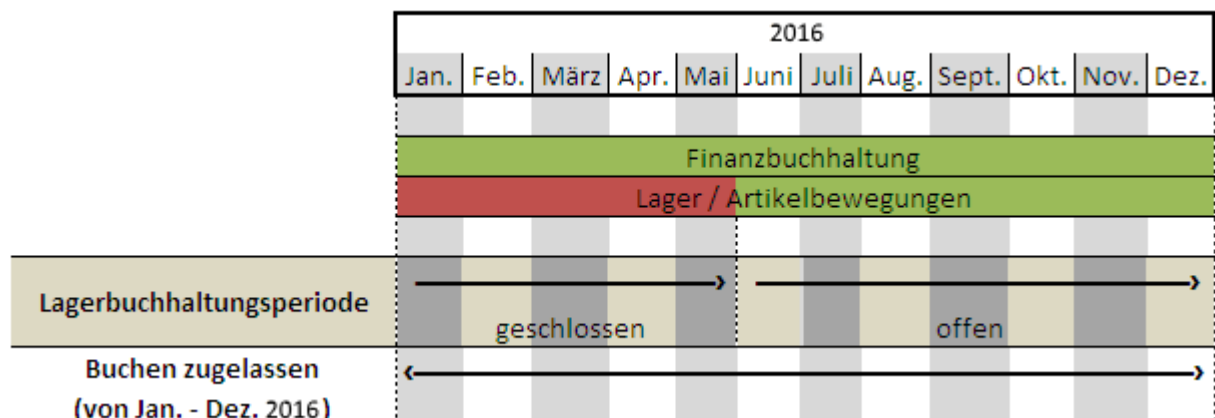 2016
Jan. Feb. März Apr. Mai Juni Juli Aug. Sept. Okt. Nov. Dez.
Finanzbuchhaltung
Lager / Artikelbewegungen
Lagerbuchhaltungsperiode
geschlossen offen
Buchen zugelassen
(von Jan. - Dez. 2016)